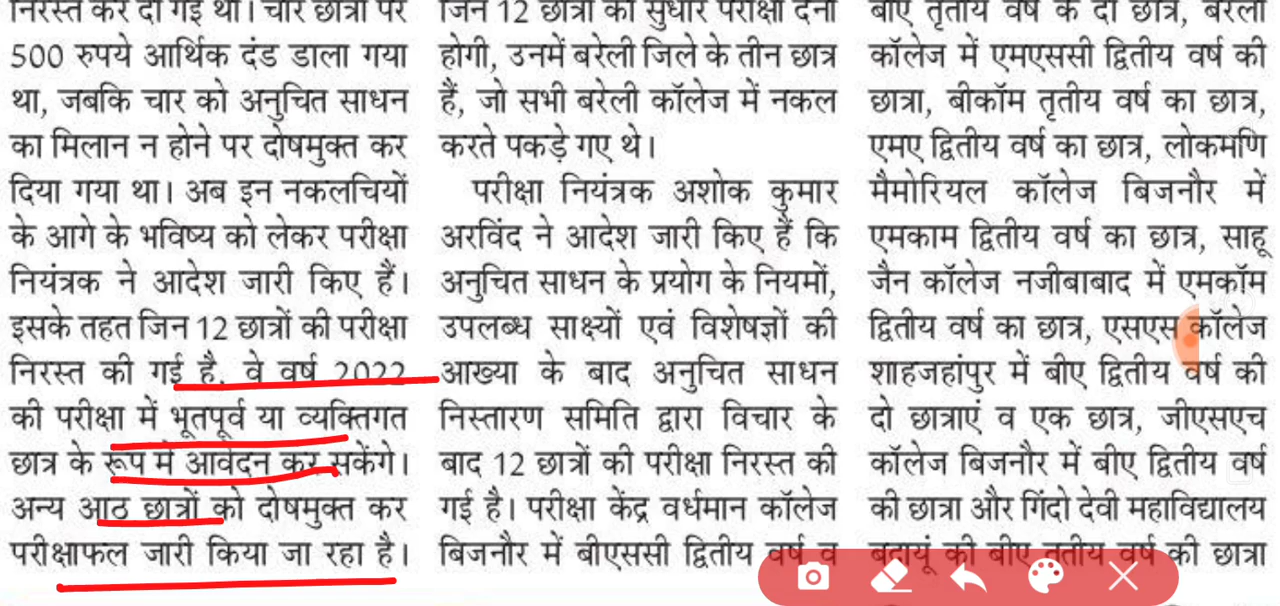 निरस्त कर दी गई थी। चार छात्रों पर
500 रुपये आर्थिक दंड डाला गया
था, जबकि चार को अनुचित साधन
का मिलान न होने पर दोषमुक्त कर
दिया गया था। अब इन नकलचियों
के आगे के भविष्य को लेकर परीक्षा
नियंत्रक ने आदेश जारी किए हैं।
इसके तहत जिन 12 छात्रों की परीक्षा
निरस्त की गई है, वे वर्ष 2022
की परीक्षा में भूतपूर्व या व्यक्तिगत
छात्र के रूप में आवेदन कर सकेंगे।
अन्य आठ छात्रों को दोषमुक्त कर
परीक्षाफल जारी किया जा रहा है।
जिन 12 छात्रों को सुधार परीक्षा देनी
होगी, उनमें बरेली जिले के तीन छात्र
हैं, जो सभी बरेली कॉलेज में नकल
करते पकड़े गए थे।
परीक्षा नियंत्रक अशोक कुमार
अरविंद ने आदेश जारी किए हैं कि
अनुचित साधन के प्रयोग के नियमों,
उपलब्ध साक्ष्यों एवं विशेषज्ञों की
आख्या के बाद अनुचित साधन
निस्तारण समिति द्वारा विचार के
बाद 12 छात्रों की परीक्षा निरस्त की
गई है। परीक्षा केंद्र वर्धमान कॉलेज
बिजनौर में बीएससी द्वितीय वर्ष व
बीए तृतीय वर्ष के दो छात्र, बरेली
कॉलेज में एमएससी द्वितीय वर्ष की
छात्रा, बीकॉम तृतीय वर्ष का छात्र,
एमए द्वितीय वर्ष का छात्र, लोकमणि
मैमोरियल कॉलेज बिजनौर में
एमकाम द्वितीय वर्ष का छात्र, साहू
जैन कॉलेज नजीबाबाद में एमकॉम
द्वितीय वर्ष का छात्र, एसएस कॉलेज
शाहजहांपुर में बीए द्वितीय वर्ष की
दो छात्राएं व एक छात्र, जीएसएच
कॉलेज बिजनौर में बीए द्वितीय वर्ष
की छात्रा और गिंदो देवी महाविद्यालय
बदायूं की बीए तृतीय वर्ष की छात्रा